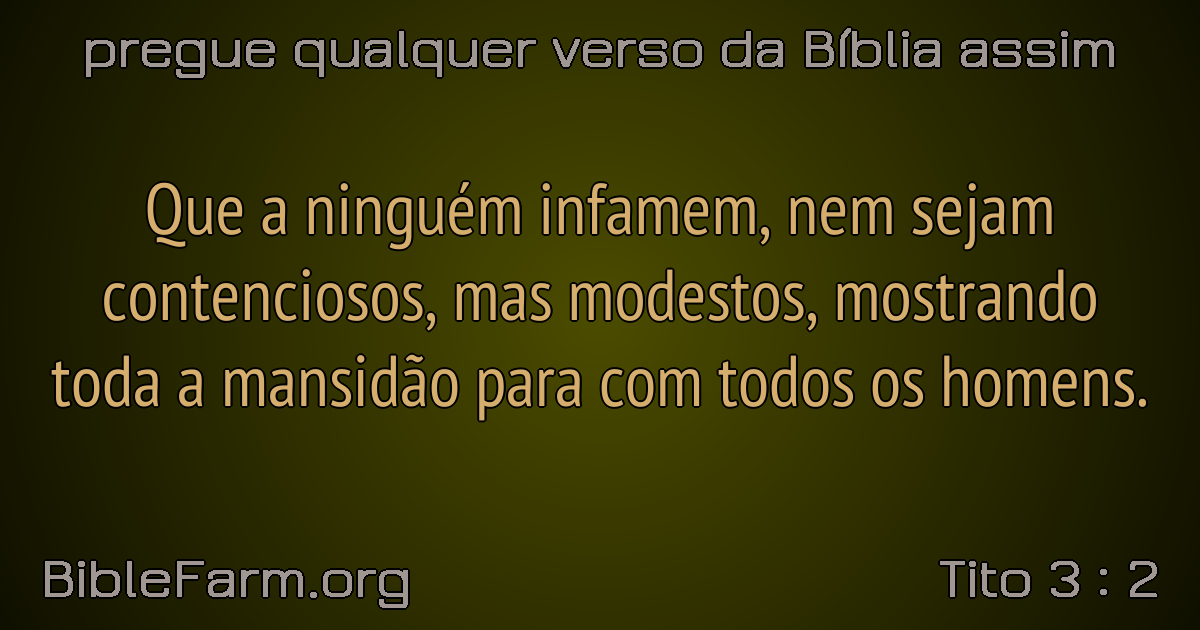 pregue qualquer verso da Bíblia assim
Que a ninguém infamem, nem sejam
contenciosos, mas modestos, mostrando
toda a mansidão para com todos os homens.
BibleFarm.org
Tito 3 : 2